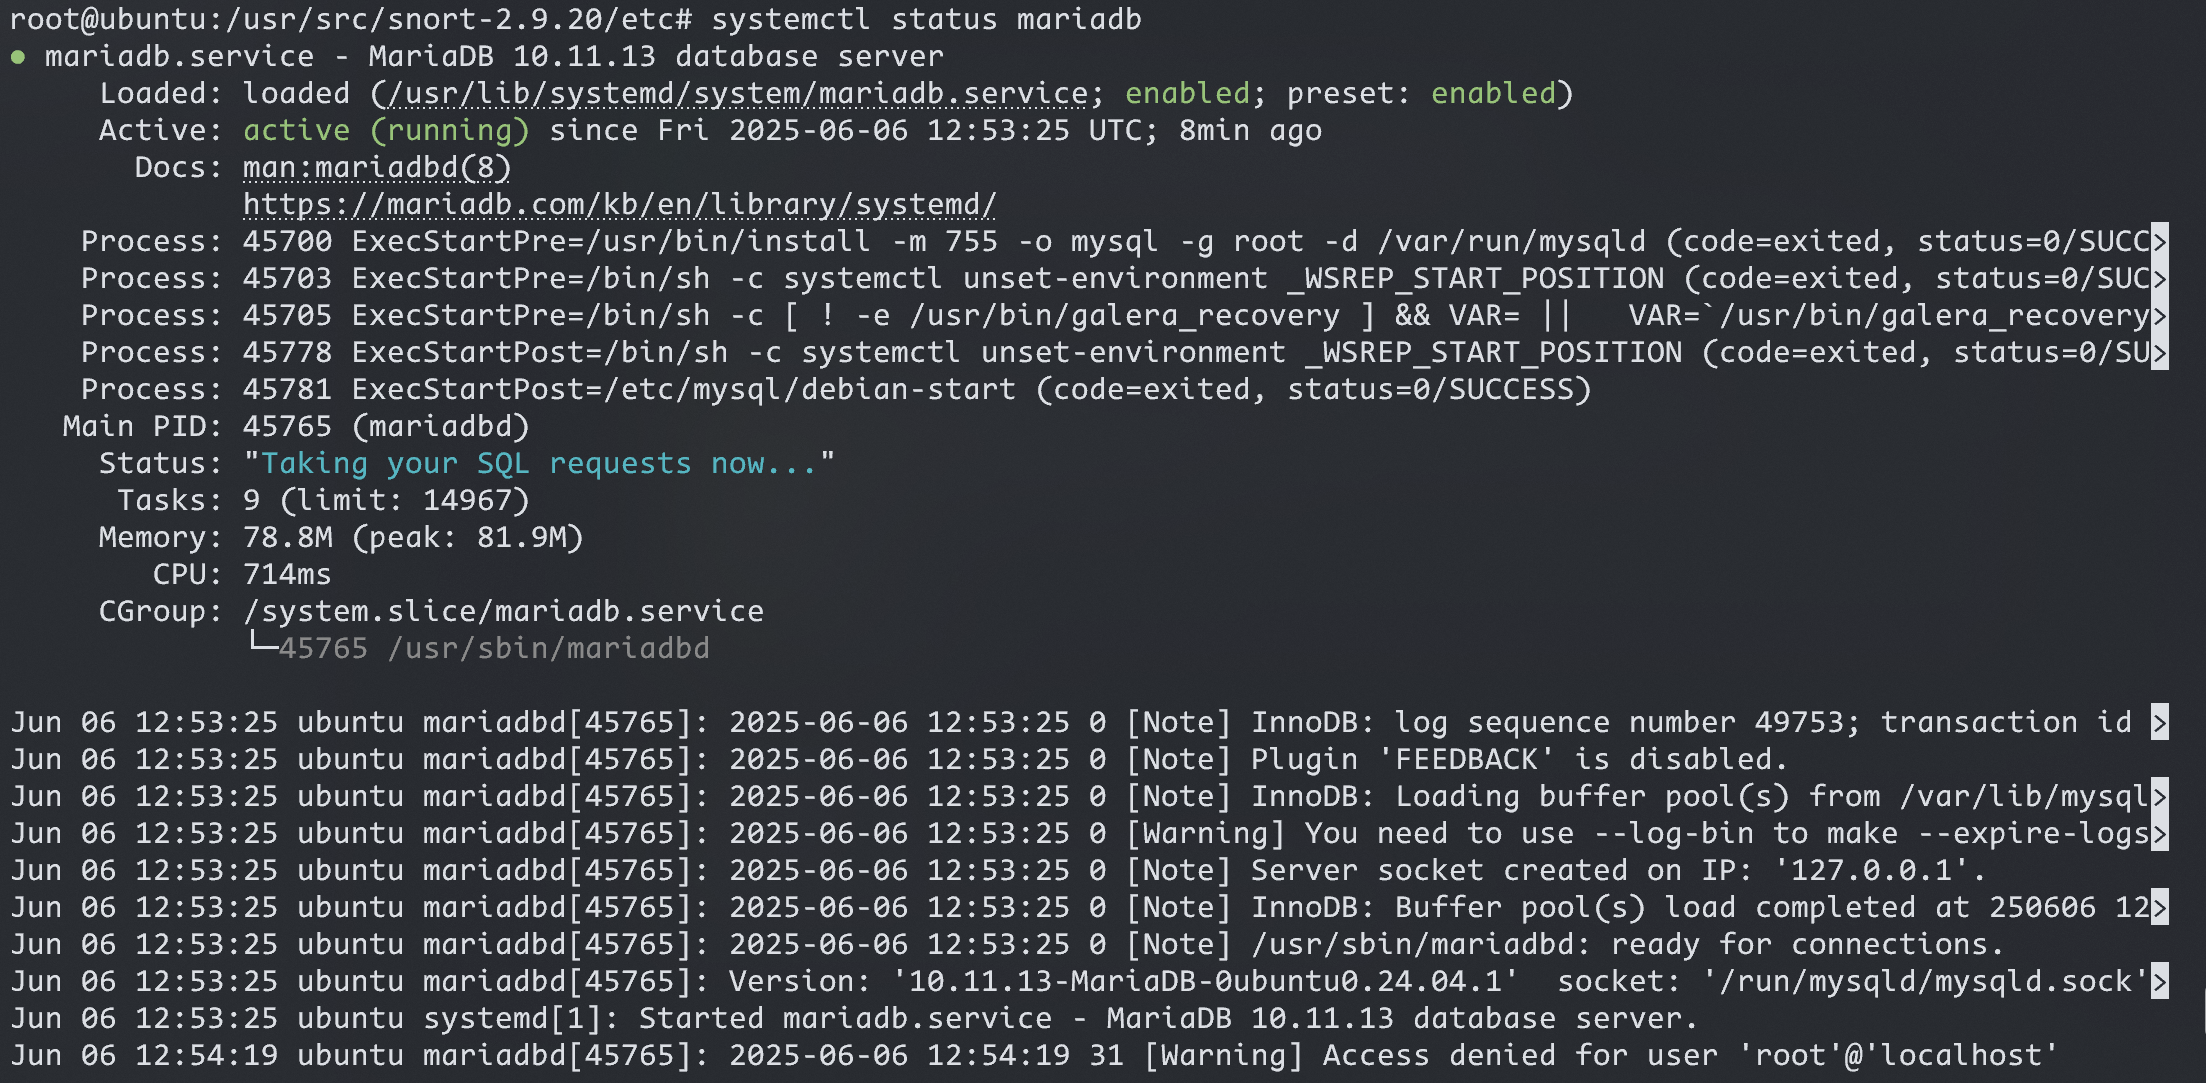 root@ubuntu:/usr/src/snort-2.9.20/etc# systemctl status mariadb
● mariadb.service - MariaDB 10.11.13 database server
     Loaded: loaded (/usr/lib/systemd/system/mariadb.service; enabled; preset: enabled)
     Active: active (running) since Fri 2025-06-06 12:53:25 UTC; 8min ago
       Docs: man:mariadbd(8)
             https://mariadb.com/kb/en/library/systemd/
    Process: 45700 ExecStartPre=/usr/bin/install -m 755 -o mysql -g root -d /var/run/mysqld (code=exited, status=0/SUCC>
    Process: 45703 ExecStartPre=/bin/sh -c systemctl unset-environment _WSREP_START_POSITION (code=exited, status=0/SUC>
    Process: 45705 ExecStartPre=/bin/sh -c [ ! -e /usr/bin/galera_recovery ] && VAR= ||   VAR=`/usr/bin/galera_recovery>
    Process: 45778 ExecStartPost=/bin/sh -c systemctl unset-environment _WSREP_START_POSITION (code=exited, status=0/SU>
    Process: 45781 ExecStartPost=/etc/mysql/debian-start (code=exited, status=0/SUCCESS)
   Main PID: 45765 (mariadbd)
     Status: "Taking your SQL requests now..."
      Tasks: 9 (limit: 14967)
     Memory: 78.8M (peak: 81.9M)
        CPU: 714ms
     CGroup: /system.slice/mariadb.service
             └─45765 /usr/sbin/mariadbd
Jun 06 12:53:25 ubuntu mariadbd[45765]: 2025-06-06 12:53:25 0 [Note] InnoDB: log sequence number 49753; transaction id >
Jun 06 12:53:25 ubuntu mariadbd[45765]: 2025-06-06 12:53:25 0 [Note] Plugin 'FEEDBACK' is disabled.
Jun 06 12:53:25 ubuntu mariadbd[45765]: 2025-06-06 12:53:25 0 [Note] InnoDB: Loading buffer pool(s) from /var/lib/mysql>
Jun 06 12:53:25 ubuntu mariadbd[45765]: 2025-06-06 12:53:25 0 [Warning] You need to use --log-bin to make --expire-logs>
Jun 06 12:53:25 ubuntu mariadbd[45765]: 2025-06-06 12:53:25 0 [Note] Server socket created on IP: '127.0.0.1'.
Jun 06 12:53:25 ubuntu mariadbd[45765]: 2025-06-06 12:53:25 0 [Note] InnoDB: Buffer pool(s) load completed at 250606 12>
Jun 06 12:53:25 ubuntu mariadbd[45765]: 2025-06-06 12:53:25 0 [Note] /usr/sbin/mariadbd: ready for connections.
Jun 06 12:53:25 ubuntu mariadbd[45765]: Version: '10.11.13-MariaDB-0ubuntu0.24.04.1'  socket: '/run/mysqld/mysqld.sock'>
Jun 06 12:53:25 ubuntu systemd[1]: Started mariadb.service - MariaDB 10.11.13 database server.
Jun 06 12:54:19 ubuntu mariadbd[45765]: 2025-06-06 12:54:19 31 [Warning] Access denied for user 'root'@'localhost'